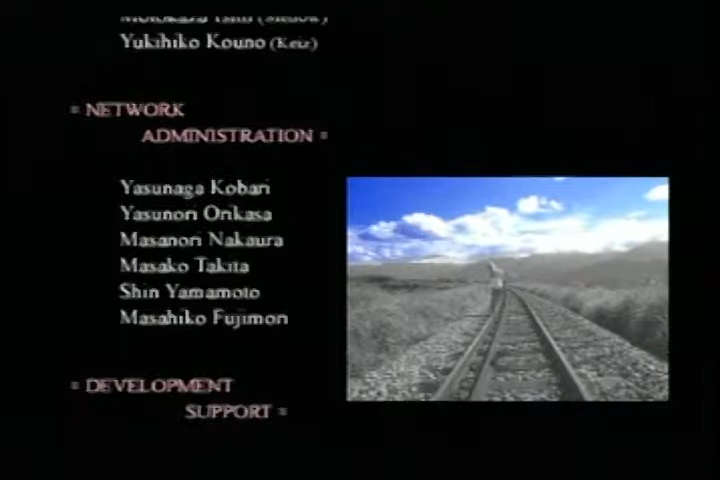 Yukihiko Kouno (Keiz)
= NETWORK
ADMINISTRATION =
Yasunaga Kobari
Yasunori Orikasa
Masanori Nakaura
Masako Takita
Shin Yamamoto
Masahiko Fujimori
= DEVELOPMENT
SUPPORT =